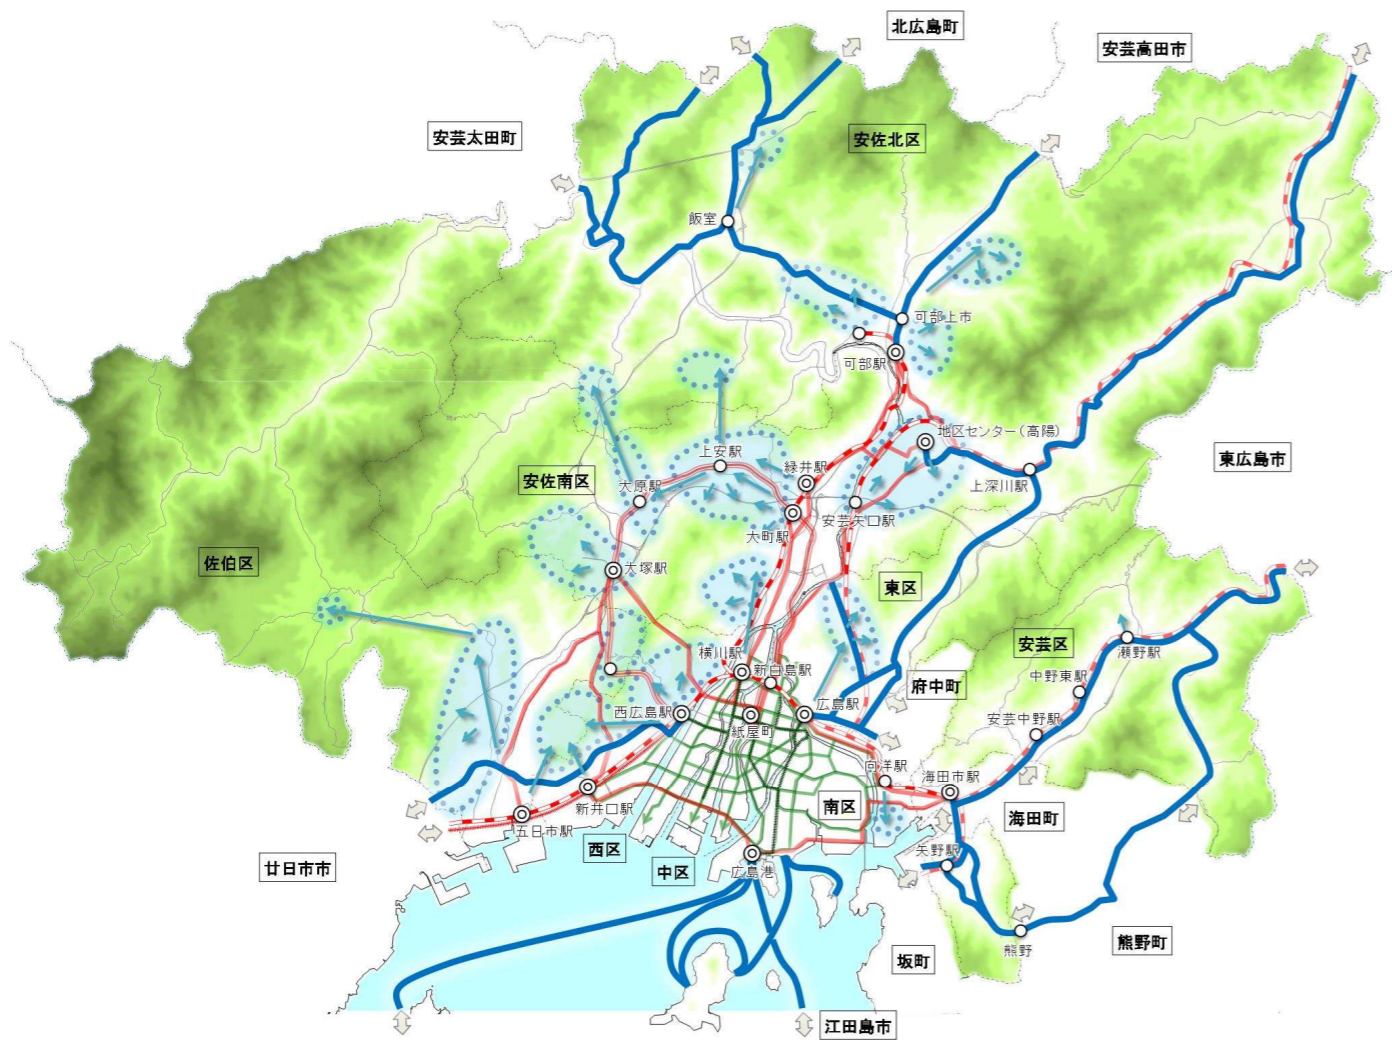 北広島町
安芸高田市
安芸太田町
安佐北区
飯室
可部上市
可部駅
地区センター(高陽)
東広島市
上安駅
緑井駅
安佐南区
大原駅
上深川駅
安芸矢口駅
大町駅
佐伯区
大塚駅
東区
安芸区
瀬野駅
横川駅
新白島駅
中野東駅
府中町
西広島駅
広島駅
紙屋町
安芸中野駅
向洋駅
海田市駅
新井口駅
南区
海田町
五日市駅
西区
矢野駅
廿日市市
中区
広島港
熊野町
熊野
坂町
江田島市